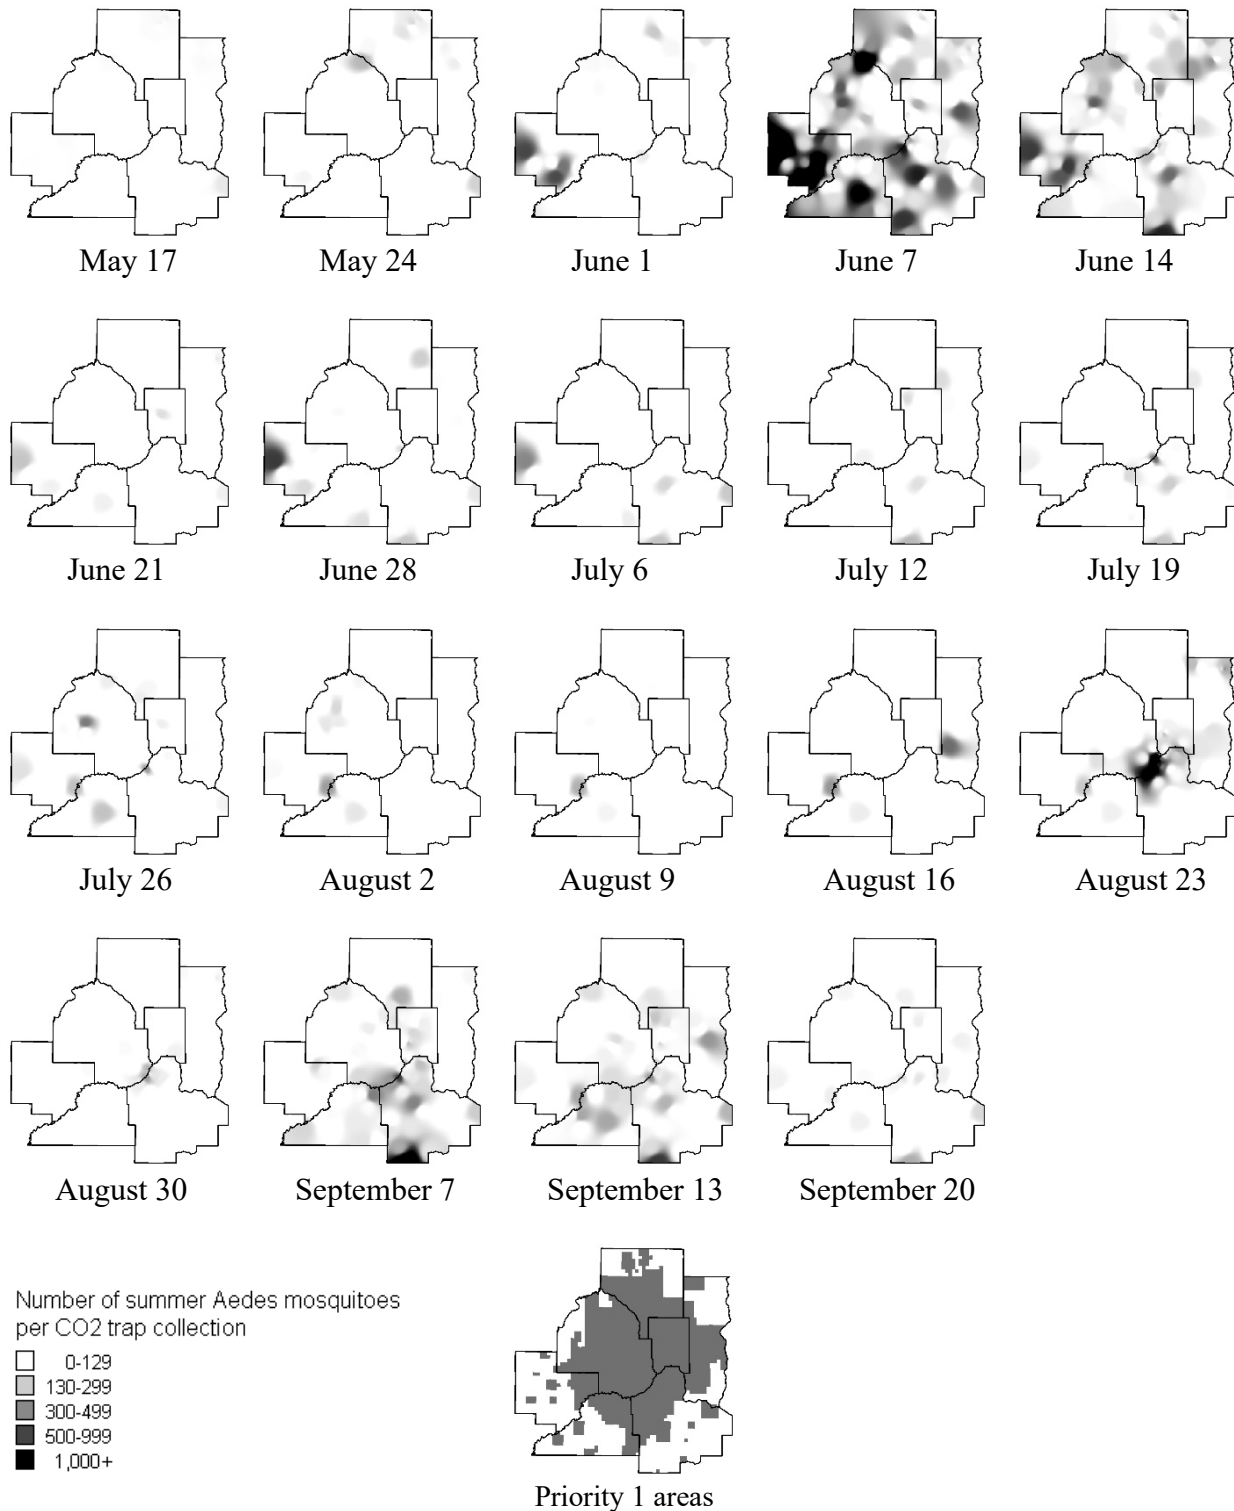 May 17
May 24
June 1
June 7
June 14
June 21
June 28
July 6
July 12
July 19
July 26
August 2
August 9
August 16
August 23
August 30
September 7
September 13
September 20
Number of summer Aedes mosquitoes
per CO2 trap collection
0-129
130-299
300-499
500-999
1,000+
Priority 1 areas